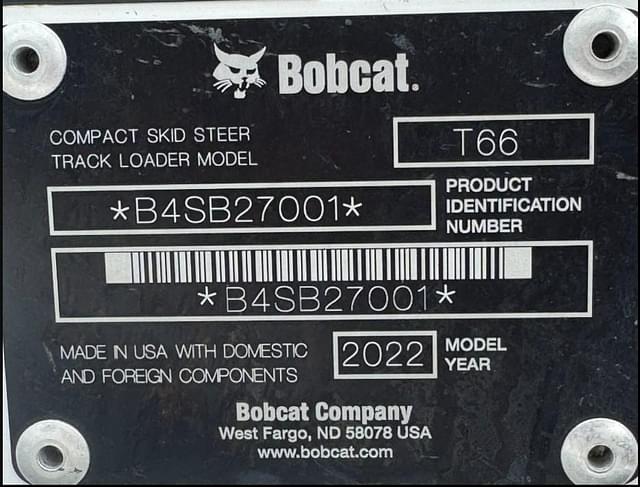 Bobcat.
COMPACT SKID STEER
TRACK LOADER MODEL
T66
*B4SB27001*
PRODUCT
IDENTIFICATION
NUMBER
*B4SB27001*
MADE IN USA WITH DOMESTIC
AND FOREIGN COMPONENTS
2022
MODEL
YEAR
Bobcat Company
West Fargo, ND 58078 USA
www.bobcat.com